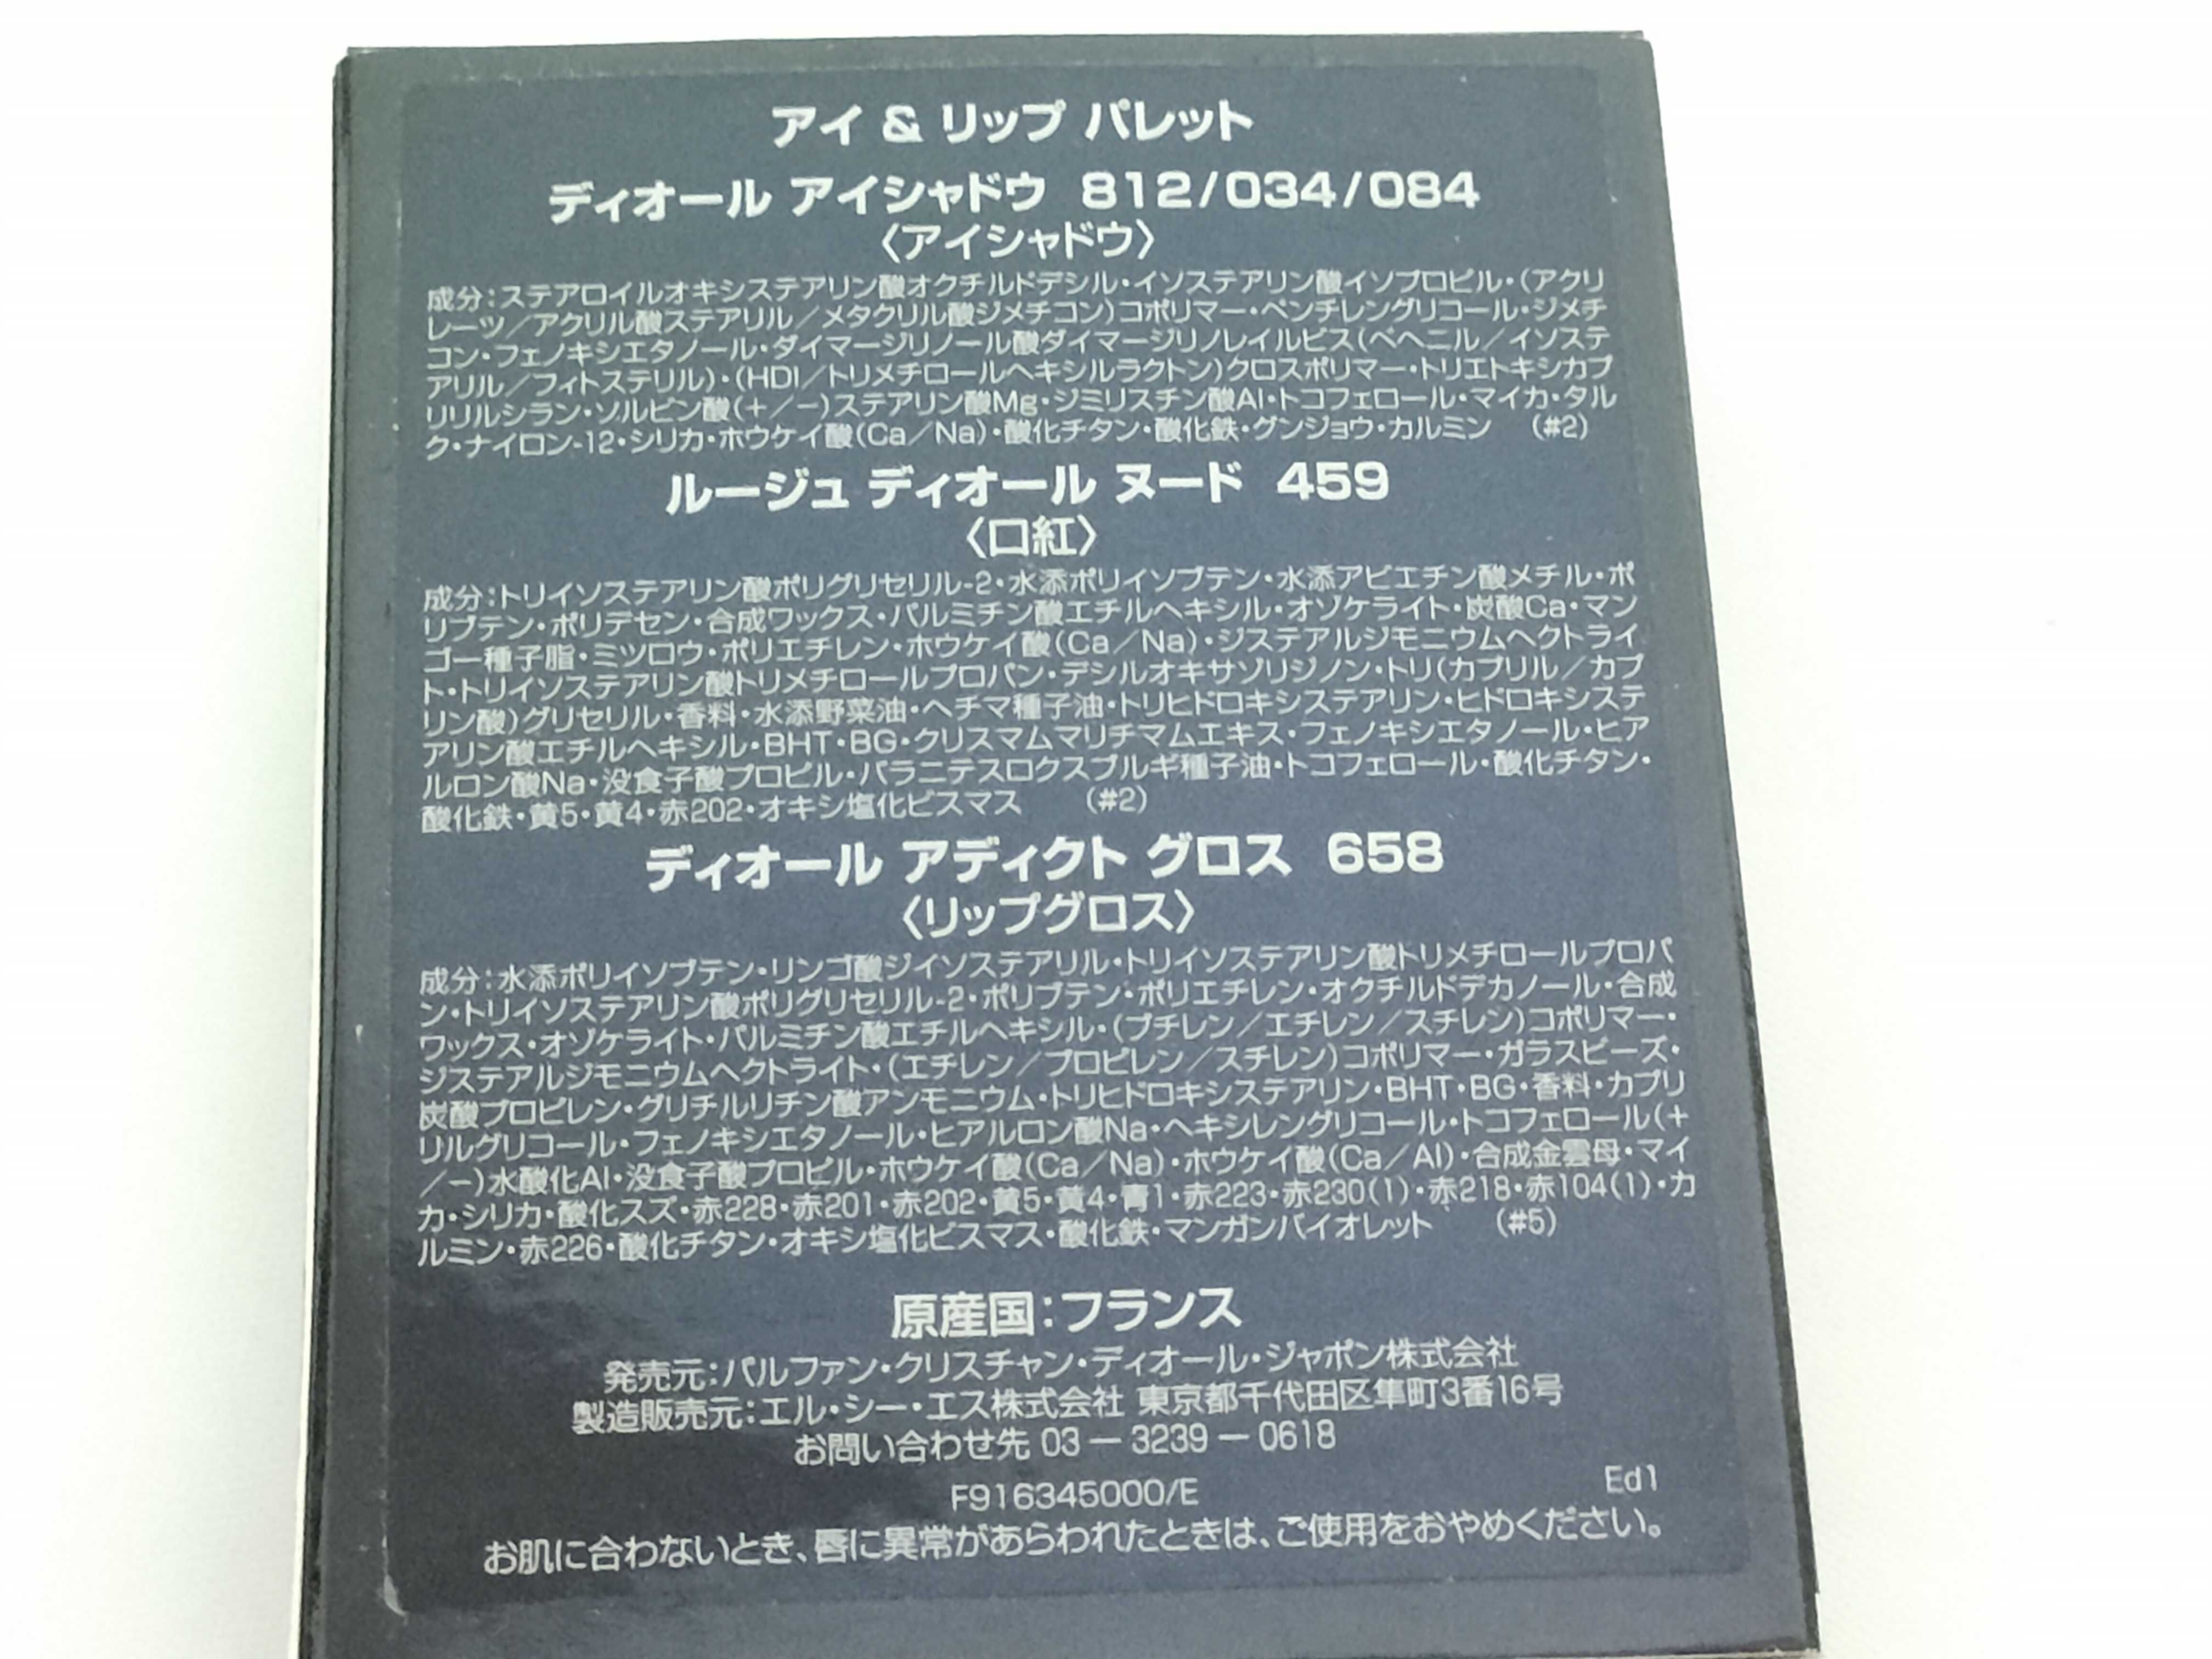 アイ & リップ パレット
ディオール アイシャドウ 812/034/084
〈アイシャドウ〉
成分：ステアロイルオキシステアリン酸オクチルドデシル・イソステアリン酸イソプロピル・（アクリ
レーツ／アクリル酸ステアリル／メタクリル酸ジメチコン）コポリマー・ペンチレングリコール・ジメチ
コン・フェノキシエタノール・ダイマージリノール酸ダイマージリノレイルビス（ベヘニル／イソステ
アリル／フィトステリル）・（HDI／トリメチロールヘキシルラクトン）クロスポリマー・トリエトキシカプ
リリルシラン・ソルビン酸（+／−）ステアリン酸Mg・ジミリスチン酸Al・トコフェロール・マイカ・タル
ク・ナイロン-12・シリカ・ホウケイ酸（Ca／Na）・酸化チタン・酸化鉄・グンジョウ・カルミン （#2）
ルージュ ディオール ヌード 459
〈口紅〉
成分：トリイソステアリン酸ポリグリセリル-2・水添ポリイソブテン・水添アビエチン酸メチル・ポ
リブテン・ポリデセン・合成ワックス・パルミチン酸エチルヘキシル・オゾケライト・炭酸Ca・マン
ゴー種子脂・ミツロウ・ポリエチレン・ホウケイ酸（Ca／Na）・ジステアルジモニウムヘクトライ
ト・トリイソステアリン酸トリメチロールプロパン・デシルオキサゾリジノン・トリ（カプリル／カプ
リン酸）グリセリル・香料・水添野菜油・ヘチマ種子油・トリヒドロキシステアリン・ヒドロキシステ
アリン酸エチルヘキシル・BHT・BG・クリスマムマリチマムエキス・フェノキシエタノール・ヒア
ルロン酸Na・没食子酸プロピル・バラニテスロクスブルギ種子油・トコフェロール・酸化チタン・
酸化鉄・黄5・黄4・赤202・オキシ塩化ビスマス （#2）
ディオール アディクト グロス 658
〈リップグロス〉
成分：水添ポリイソブテン・リンゴ酸ジイソステアリル・トリイソステアリン酸トリメチロールプロパ
ン・トリイソステアリン酸ポリグリセリル-2・ポリブテン・ポリエチレン・オクチルドデカノール・合成
ワックス・オゾケライト・パルミチン酸エチルヘキシル・（ブチレン／エチレン／スチレン）コポリマー・
ジステアルジモニウムヘクトライト・（エチレン／プロピレン／スチレン）コポリマー・ガラスビーズ・
炭酸プロピレン・グリチルリチン酸アンモニウム・トリヒドロキシステアリン・BHT・BG・香料・カプリ
リルグリコール・フェノキシエタノール・ヒアルロン酸Na・ヘキシレングリコール・トコフェロール（+
／−）水酸化Al・没食子酸プロピル・ホウケイ酸（Ca／Na）・ホウケイ酸（Ca／Al）・合成金雲母・マイ
カ・シリカ・酸化スズ・赤228・赤201・赤202・黄5・黄4・青1・赤223・赤230（1）・赤218・赤104（1）・カ
ルミン・赤226・酸化チタン・オキシ塩化ビスマス・酸化鉄・マンガンバイオレット （#5）
原産国：フランス
発売元：パルファン・クリスチャン・ディオール・ジャポン株式会社
製造販売元：エル・シー・エス株式会社 東京都千代田区隼町3番16号
お問い合わせ先 03 − 3239 − 0618
F916345000/E Ed1
お肌に合わないとき、唇に異常があらわれたときは、ご使用をおやめください。